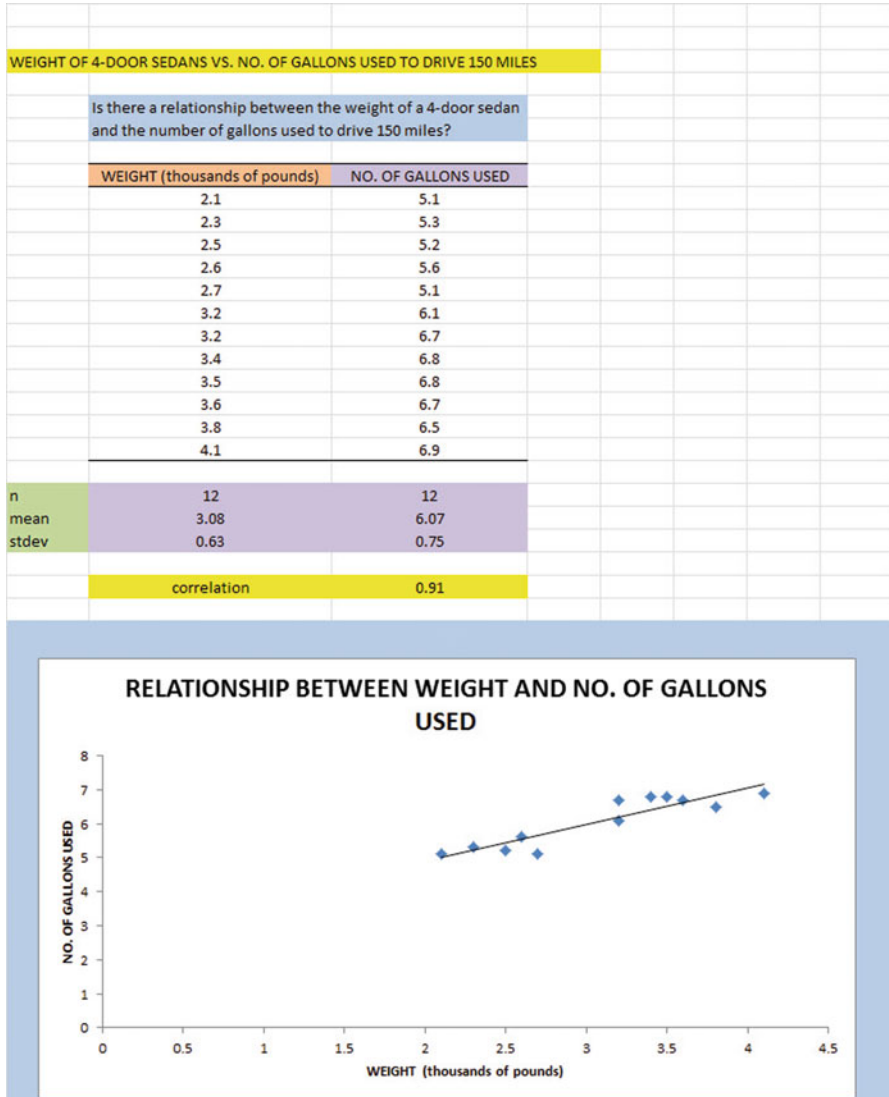 WEIGHT OF 4-DOOR SEDANS VS. NO. OF GALLONS USED TO DRIVE 150 MILES
Is there a relationship between the weight of a 4-door sedan
and the number of gallons used to drive 150 miles?
WEIGHT (thousands of pounds) NO. OF GALLONS USED
2.1 5.1
2.3 5.3
2.5 5.2
2.6 5.6
2.7 5.1
3.2 6.1
3.2 6.7
3.4 6.8
3.5 6.8
3.6 6.7
3.8 6.5
4.1 6.9
n 12 12
mean 3.08 6.07
stdev 0.63 0.75
correlation 0.91
RELATIONSHIP BETWEEN WEIGHT AND NO. OF GALLONS
USED
NO. OF GALLONS USED
8
7
6
5
4
3
2
1
0
0 0.5 1 1.5 2 2.5 3 3.5 4 4.5
WEIGHT (thousands of pounds)